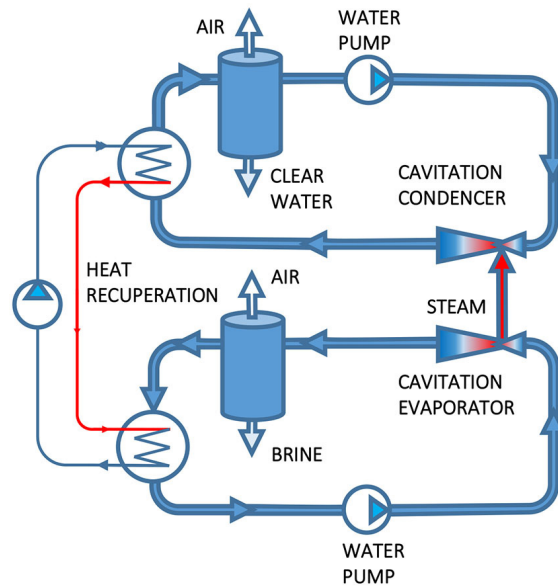 AIR
WATER
PUMP
CLEAR
WATER
CAVITATION
CONDENCER
HEAT
RECUPERATION
AIR
STEAM
CAVITATION
EVAPORATOR
BRINE
WATER
PUMP